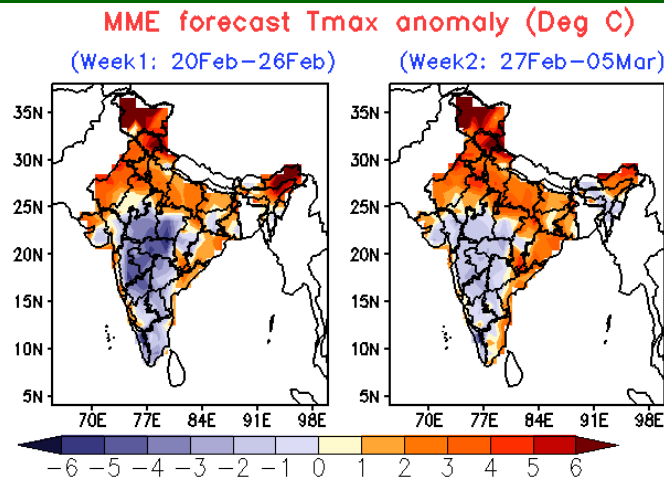 MME forecast Tmax anomaly (Deg C)
(Week1: 20Feb−26Feb)
(Week2: 27Feb−05Mar)
35N
30N
25N
20N
15N
10N
5N
70E 77E 84E 91E 98E
35N
30N
25N
20N
15N
10N
5N
70E 77E 84E 91E 98E
−6 −5 −4 −3 −2 −1 0 1 2 3 4 5 6